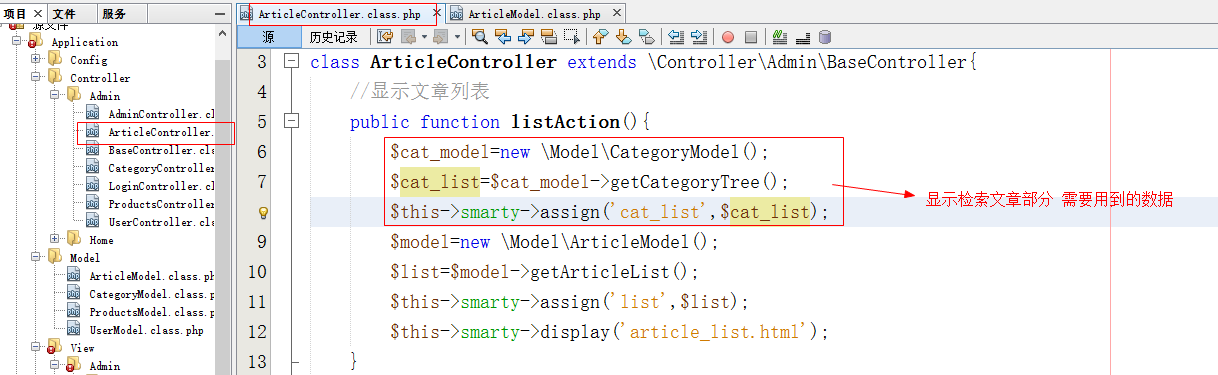 项目 文件 服务
源文件
Application
Config
Controller
Admin
AdminController.cl
ArticleController.
BaseController.cla
CategoryController
LoginController.cl
ProductsController
UserController.cla
Home
Model
ArticleModel.class.ph
CategoryModel.class.p
ProductsModel.class.p
UserModel.class.php
View
Admin
ArticleController.class.php ArticleModel.class.php
源 历史记录
3 class ArticleController extends \Controller\Admin\BaseController{
4 //显示文章列表
5 public function listAction(){
6 $cat_model=new \Model\CategoryModel();
7 $cat_list=$cat_model->getCategoryTree();
$this->smarty->assign('cat_list',$cat_list);
显示检索文章部分 需要用到的数据
9 $model=new \Model\ArticleModel();
10 $list=$model->getArticleList();
11 $this->smarty->assign('list',$list);
12 $this->smarty->display('article_list.html');
13 }